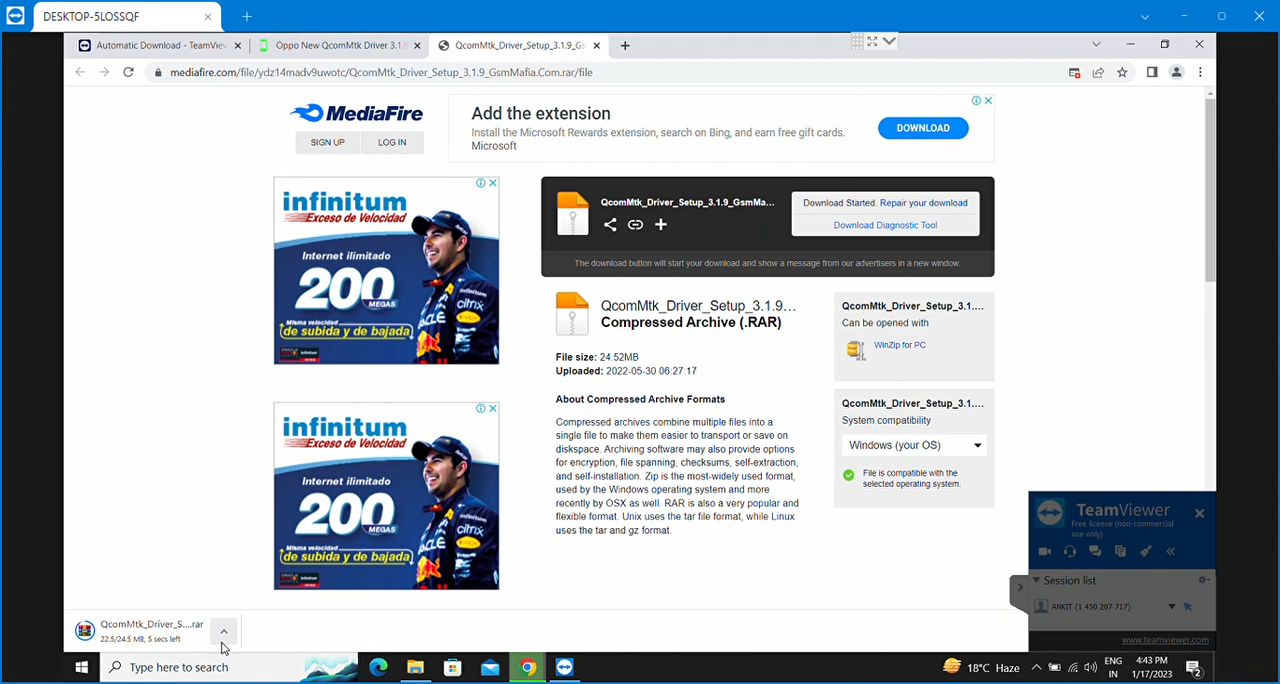 DESKTOP-5LOSSQF
Automatic Download - TeamView
Oppo New QcomMtk Driver 3.1.9
QcomMtk_Driver_Setup_3.1.9_Gs
mediafire.com/file/ydz14madv9uwotc/QcomMtk_Driver_Setup_3.1.9_GsmMafia.Com.rar/file
MediaFire
SIGN UP
LOG IN
Add the extension
Install the Microsoft Rewards extension, search on Bing, and earn free gift cards.
Microsoft
DOWNLOAD
infinitum
Exceso de Velocidad
Internet ilimitado
200
MEGAS
Misma velocidad
de subida y de bajada
infinitum
citrix
QcomMtk_Driver_Setup_3.1.9_GsmMa...
Download Started. Repair your download
Download Diagnostic Tool
The download button will start your download and show a message from our advertisers in a new window.
QcomMtk_Driver_Setup_3.1.9...
Compressed Archive (.RAR)
File size: 24.52MB
Uploaded: 2022-05-30 06:27:17
About Compressed Archive Formats
Compressed archives combine multiple files into a
single file to make them easier to transport or save on
diskspace. Archiving software may also provide options
for encryption, file spanning, checksums, self-extraction,
and self-installation. Zip is the most-widely used format,
used by the Windows operating system and more
recently by OSX as well. RAR is also a very popular and
flexible format. Unix uses the tar file format, while Linux
uses the tar and gz format.
QcomMtk_Driver_Setup_3.1....
Can be opened with
WinZip for PC
QcomMtk_Driver_Setup_3.1....
System compatibility
Windows (your OS)
File is compatible with the
selected operating system.
infinitum
Exceso de Velocidad
Internet ilimitado
200
MEGAS
Misma velocidad
de subida y de bajada
infinitum
citrix
TeamViewer
Free license (non-commercial
use only)
Session list
ANKIT (1 450 207 717)
www.teamviewer.com
QcomMtk_Driver_S....rar
22.5/24.5 MB, 5 secs left
Type here to search
18°C Haze
ENG
IN
4:43 PM
1/17/2023
2